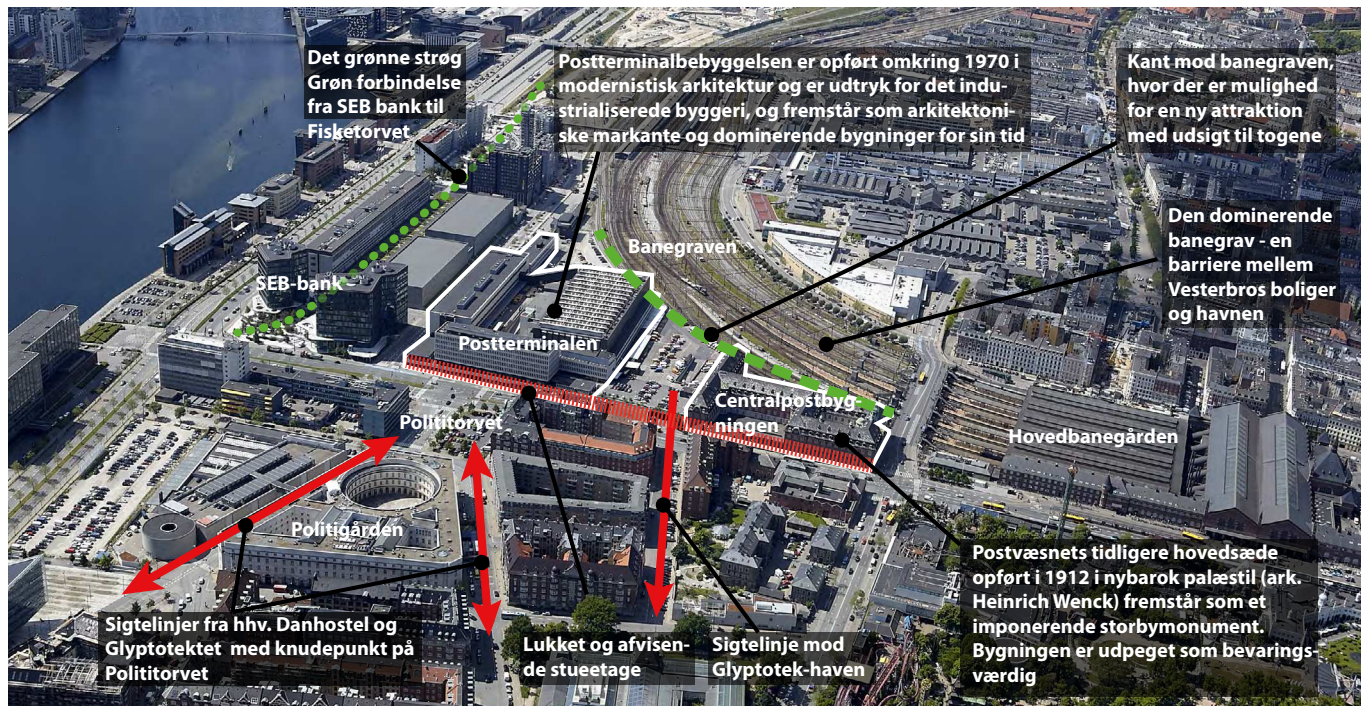 Det grønne strøg
Grøn forbindelse
fra SEB bank til
Fisketorvet
Postterminalbebyggelsen er opført omkring 1970 i
modernistisk arkitektur og er udtryk for det indu-
strialiserede byggeri, og fremstår som arkitektoni-
ske markante og dominerende bygninger for sin tid
Kant mod banegraven,
hvor der er mulighed
for en ny attraktion
med udsigt til togene
Den dominerende
banegrav - en
barriere mellem
Vesterbros boliger
og havnen
Banegraven
SEB-bank
Postterminalen
Centralpostbyg-
ningen
Polititorvet
Hovedbanegården
Politigården
Sigtelinjer fra hhv. Danhostel og
Glyptotektet med knudepunkt på
Polititorvet
Lukket og afvisen-
de stueetage
Sigtelinje mod
Glyptotek-haven
Postvæsnets tidligere hovedsæde
opført i 1912 i nybarok palæstil (ark.
Heinrich Wenck) fremstår som et
imponerende storbymonument.
Bygningen er udpeget som bevarings-
værdig